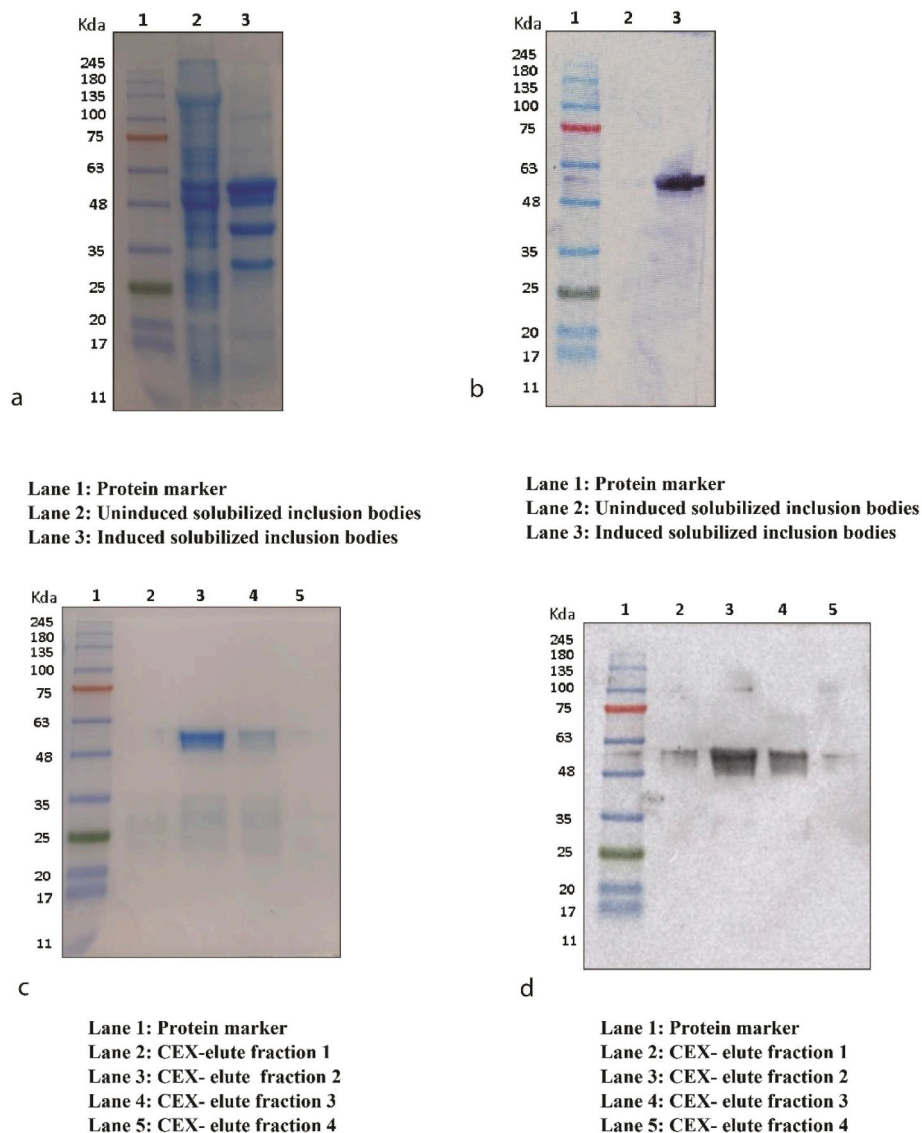 Kda 1 2 3
245
180
135
100
75
63
48
35
25
20
17
11
a
Kda 1 2 3
245
180
135
100
75
63
48
35
25
20
17
11
b
Lane 1: Protein marker
Lane 2: Uninduced solubilized inclusion bodies
Lane 3: Induced solubilized inclusion bodies
Lane 1: Protein marker
Lane 2: Uninduced solubilized inclusion bodies
Lane 3: Induced solubilized inclusion bodies
Kda 1 2 3 4 5
245
180
135
100
75
63
48
35
25
20
17
11
c
Kda 1 2 3 4 5
245
180
135
100
75
63
48
35
25
20
17
11
d
Lane 1: Protein marker
Lane 2: CEX-elute fraction 1
Lane 3: CEX- elute fraction 2
Lane 4: CEX- elute fraction 3
Lane 5: CEX- elute fraction 4
Lane 1: Protein marker
Lane 2: CEX- elute fraction 1
Lane 3: CEX- elute fraction 2
Lane 4: CEX- elute fraction 3
Lane 5: CEX- elute fraction 4